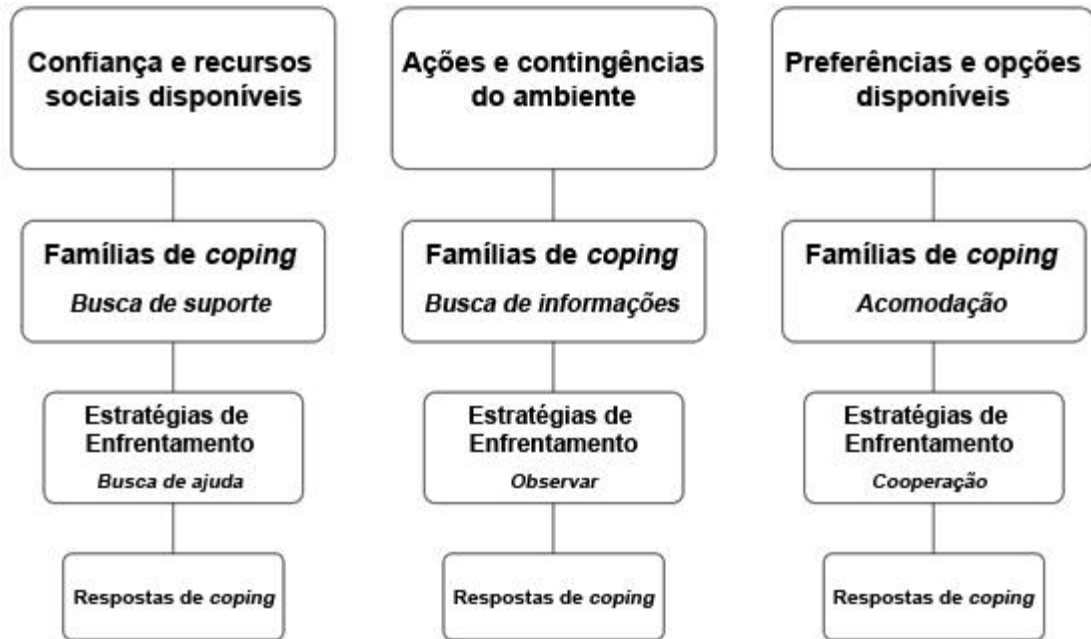 Confiança e recursos
sociais disponíveis
Famílias de coping
Busca de suporte
Estratégias de
Enfrentamento
Busca de ajuda
Respostas de coping
Ações e contingências
do ambiente
Famílias de coping
Busca de informações
Estratégias de
Enfrentamento
Observar
Respostas de coping
Preferências e opções
disponíveis
Famílias de coping
Acomodação
Estratégias de
Enfrentamento
Cooperação
Respostas de coping